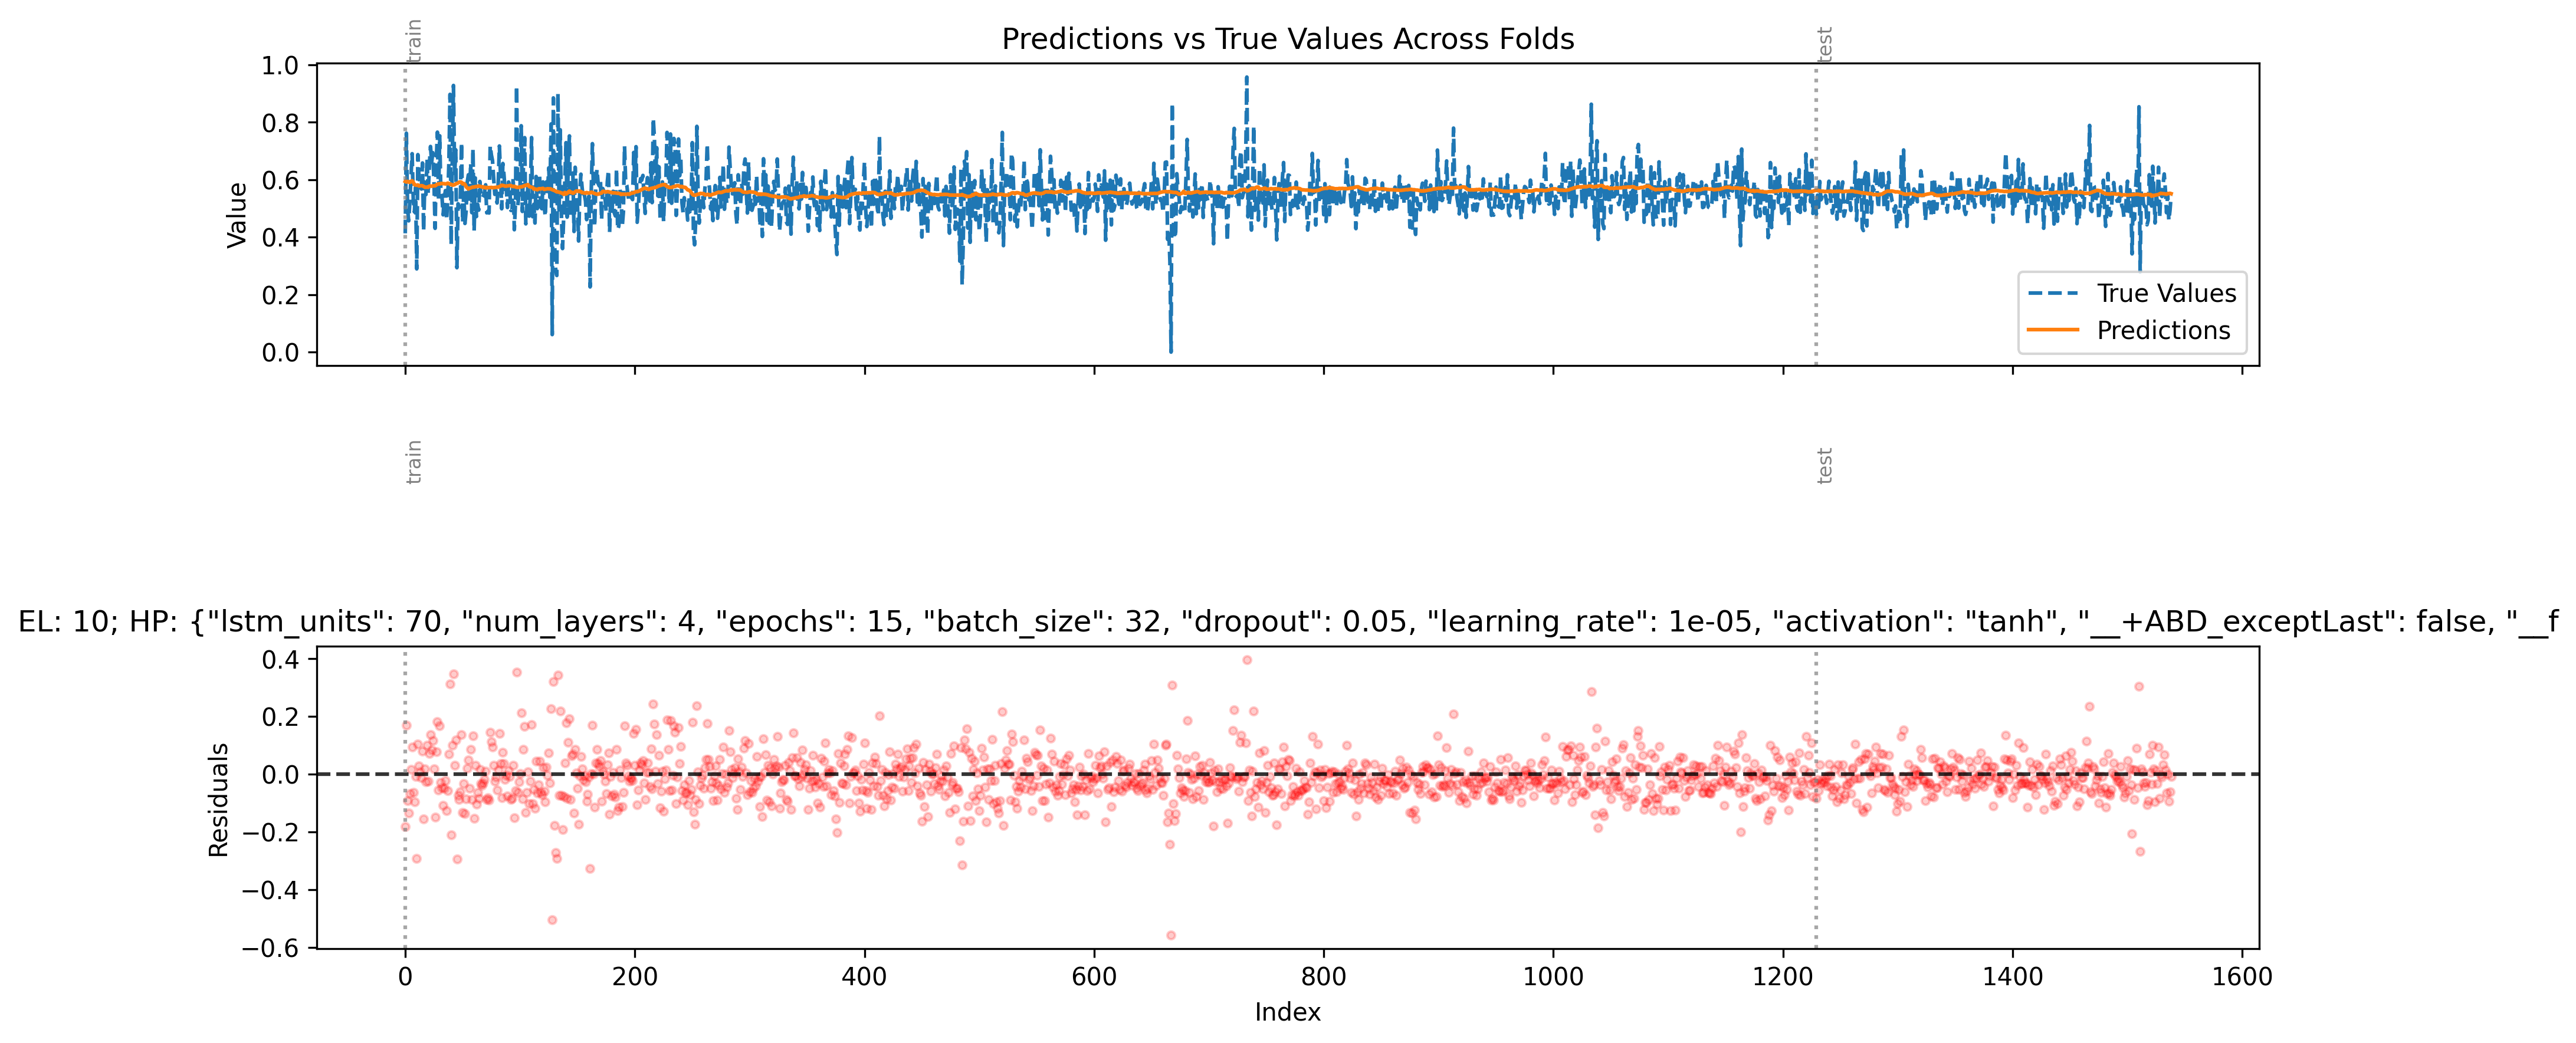 train
test
Predictions vs True Values Across Folds
1.0
0.8
0.6
0.4
0.2
0.0
Value
True Values
Predictions
train
test
EL: 10; HP: {"lstm_units": 70, "num_layers": 4, "epochs": 15, "batch_size": 32, "dropout": 0.05, "learning_rate": 1e-05, "activation": "tanh", "__+ABD_exceptLast": false, "__f
0.4
0.2
0.0
−0.2
−0.4
−0.6
Residuals
0 200 400 600 800 1000 1200 1400 1600
Index